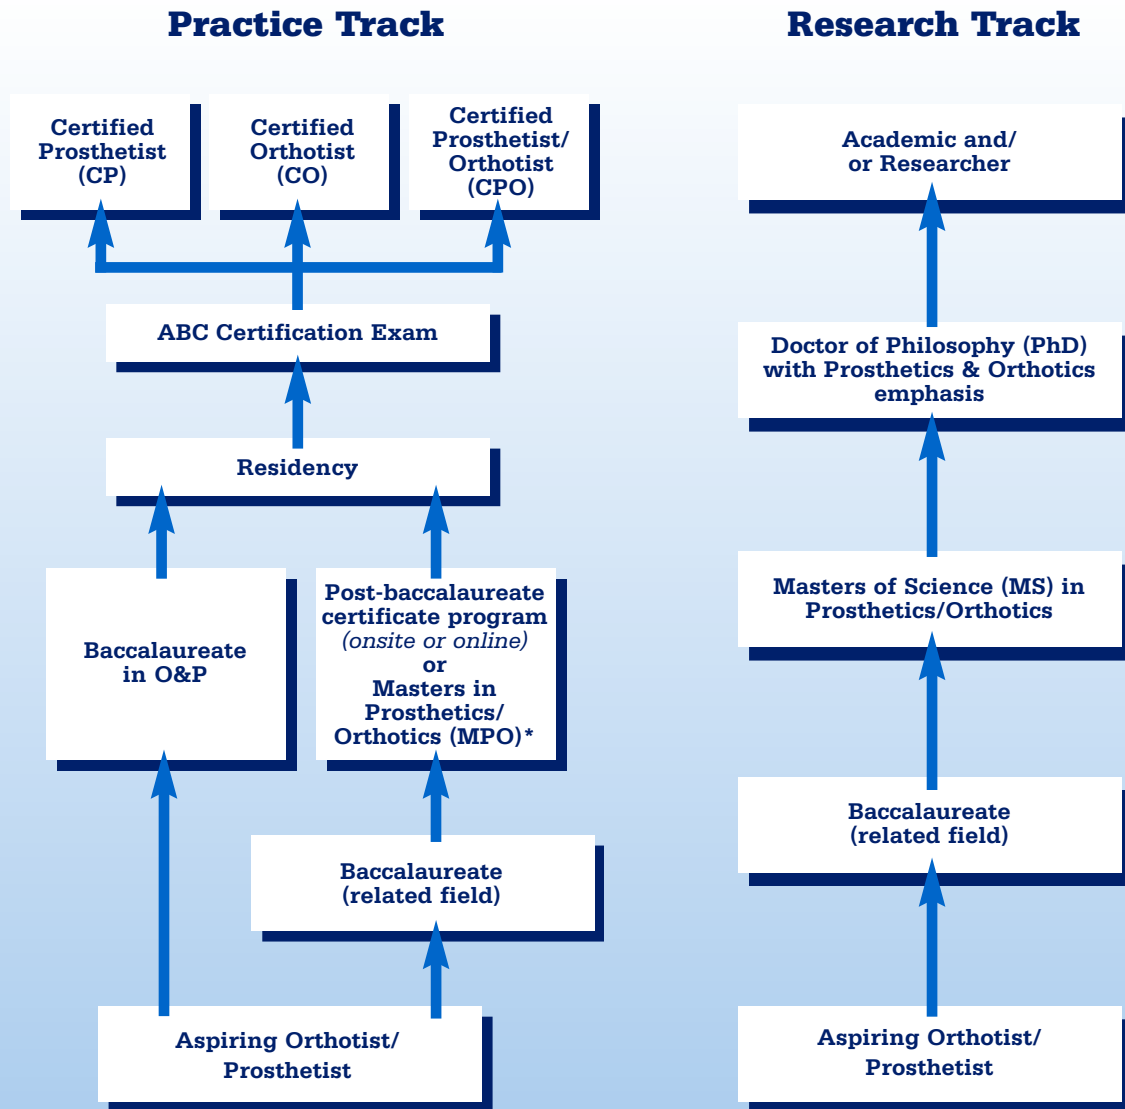 Practice Track
Certified
Prosthetist
(CP)
Certified
Orthotist
(CO)
Certified
Prosthetist/
Orthotist
(CPO)
ABC Certification Exam
Residency
Baccalaureate
in O&P
Post-baccalaureate
certificate program
(onsite or online)
or
Masters in
Prosthetics/
Orthotics (MPO)*
Baccalaureate
(related field)
Aspiring Orthotist/
Prosthetist
Research Track
Academic and/
or Researcher
Doctor of Philosophy (PhD)
with Prosthetics & Orthotics
emphasis
Masters of Science (MS) in
Prosthetics/Orthotics
Baccalaureate
(related field)
Aspiring Orthotist/
Prosthetist